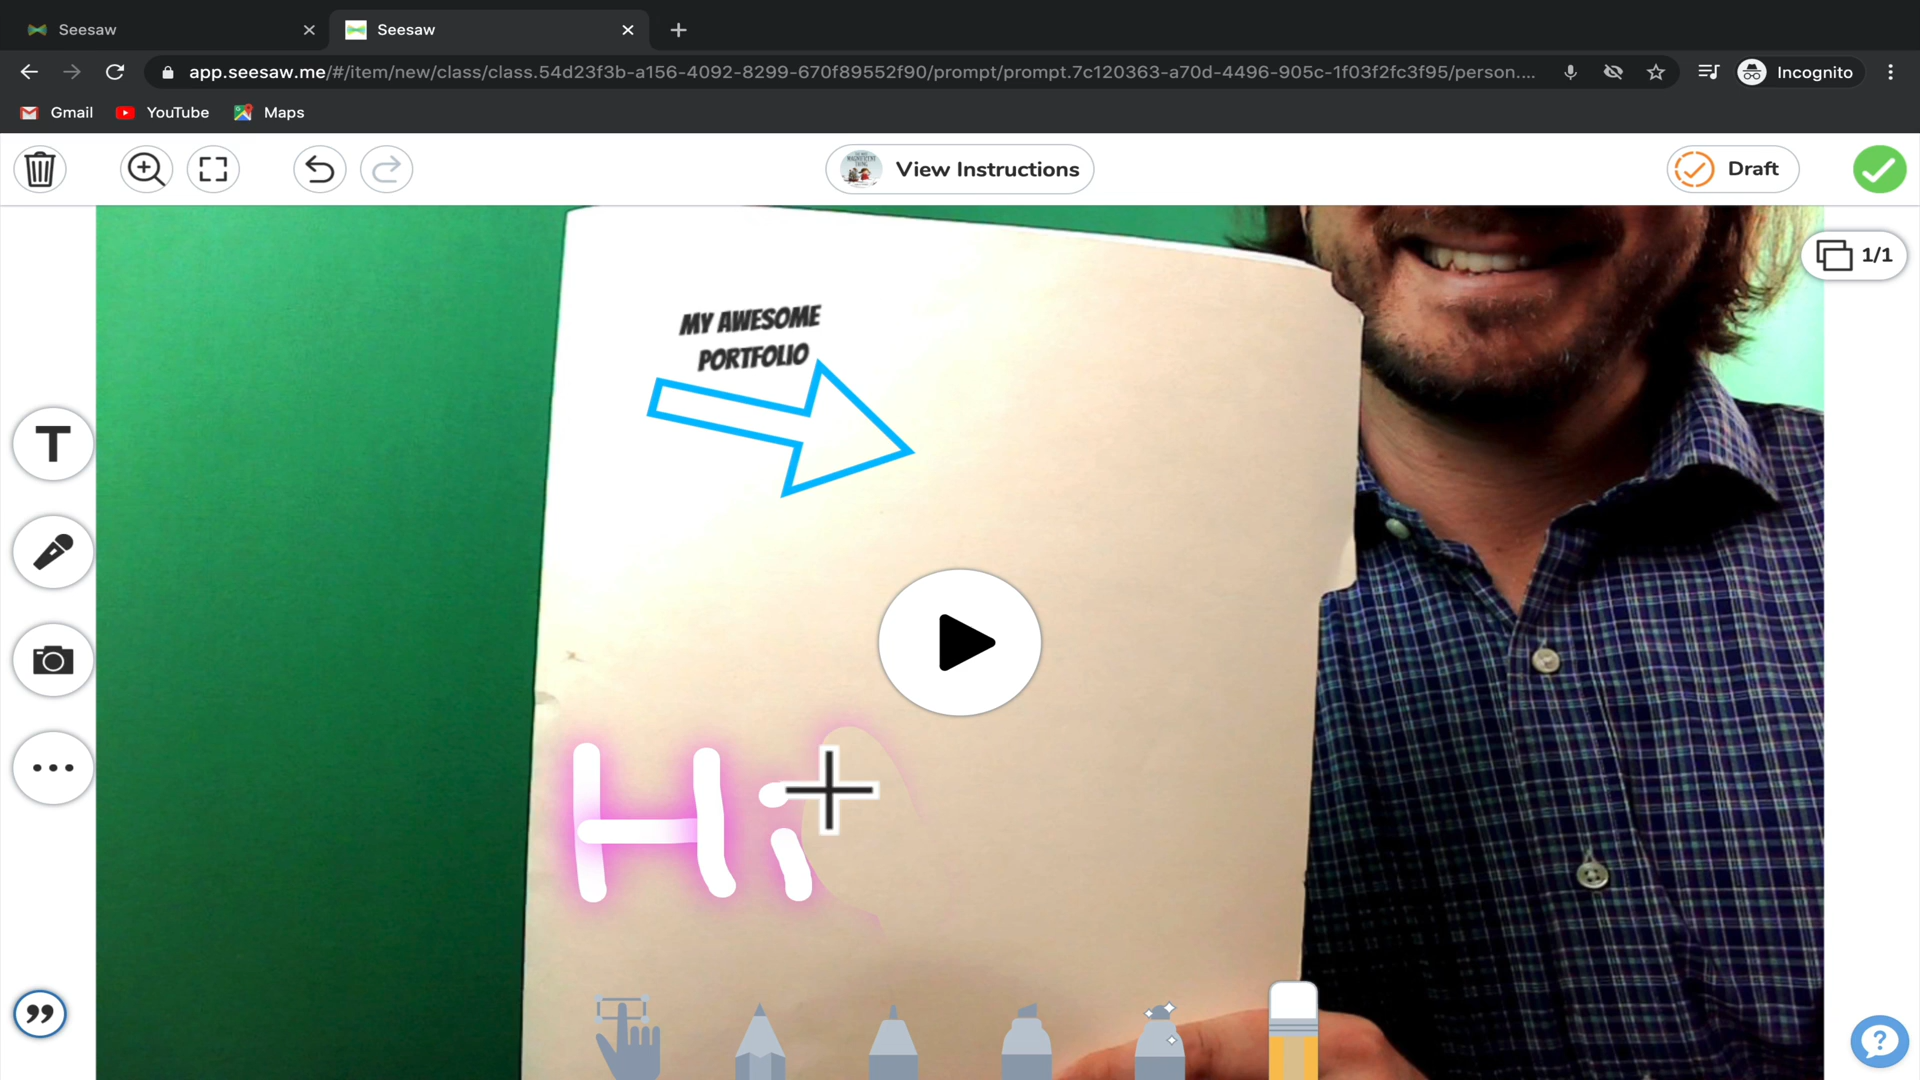 Seesaw
Seesaw
app.seesaw.me/#/item/new/class/class.54d23f3b-a156-4092-8299-670f89552f90/prompt/prompt.7c120363-a70d-4496-905c-1f03f2fc3f95/person....
Incognito
Gmail
YouTube
Maps
View Instructions
Draft
1/1
MY AWESOME
PORTFOLIO
T
Hi